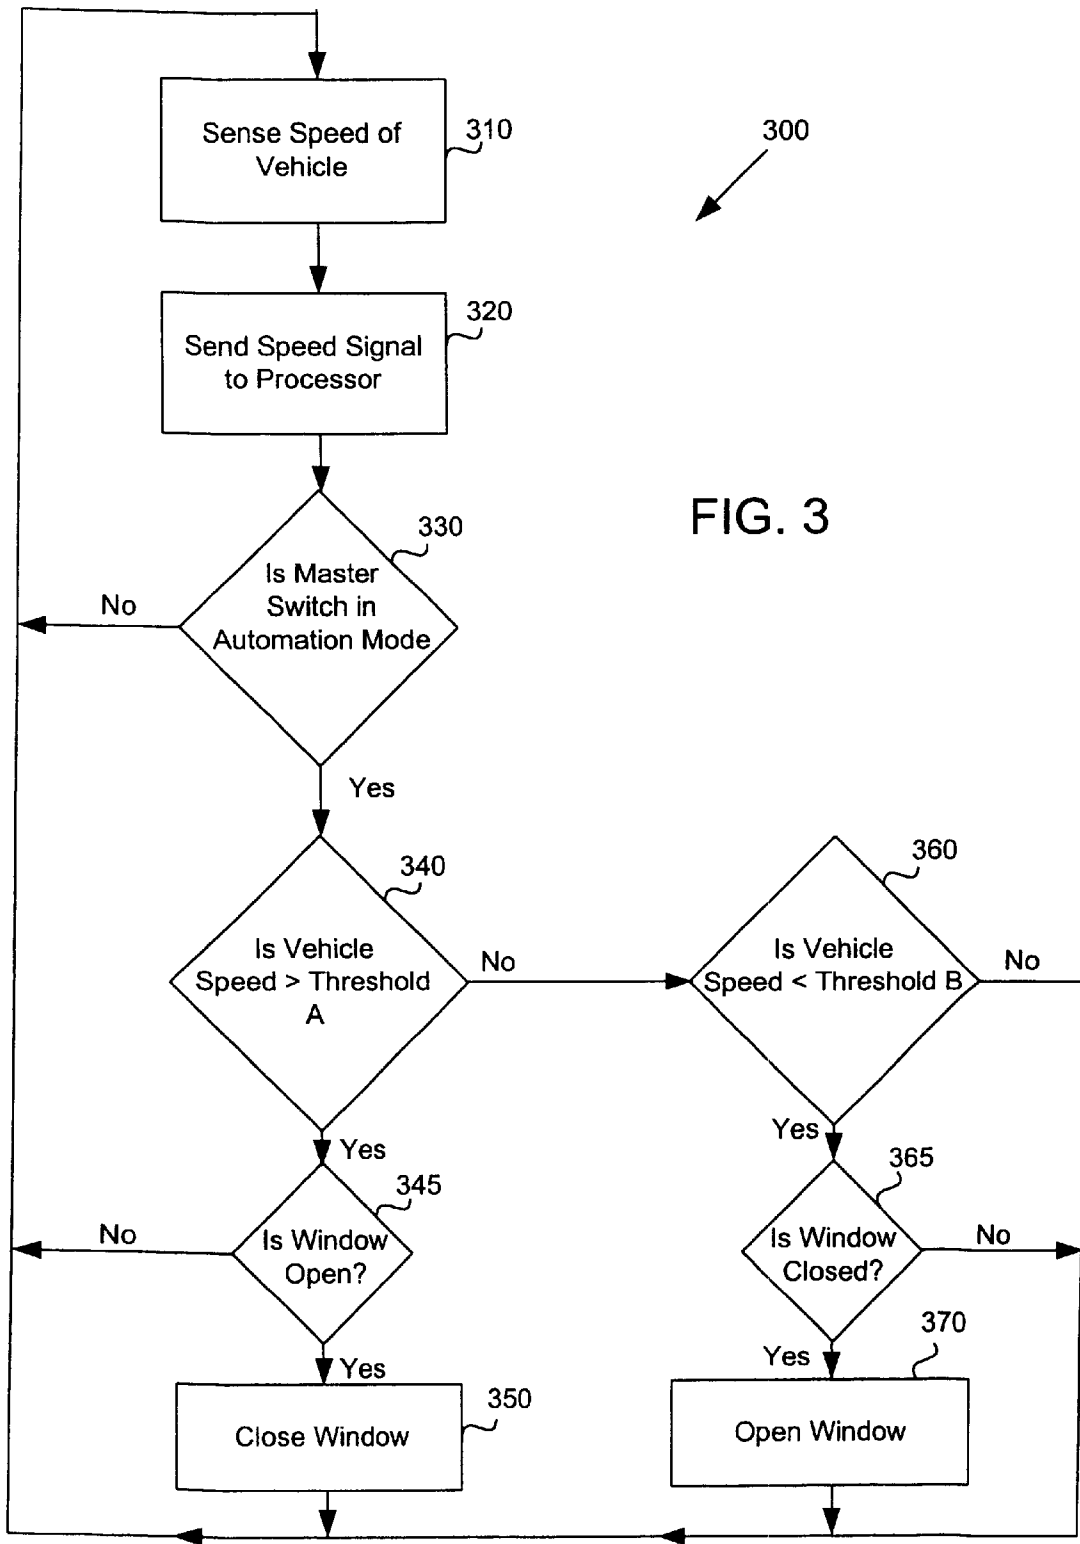 Sense Speed of
Vehicle
310
300
Send Speed Signal
to Processor
320
FIG. 3
Is Master
Switch in
Automation Mode
330
No
Yes
Is Vehicle
Speed > Threshold
A
340
No
Is Vehicle
Speed < Threshold B
360
No
Yes
Yes
Is Window
Open?
345
No
Is Window
Closed?
365
No
Yes
Yes
Close Window
350
Open Window
370